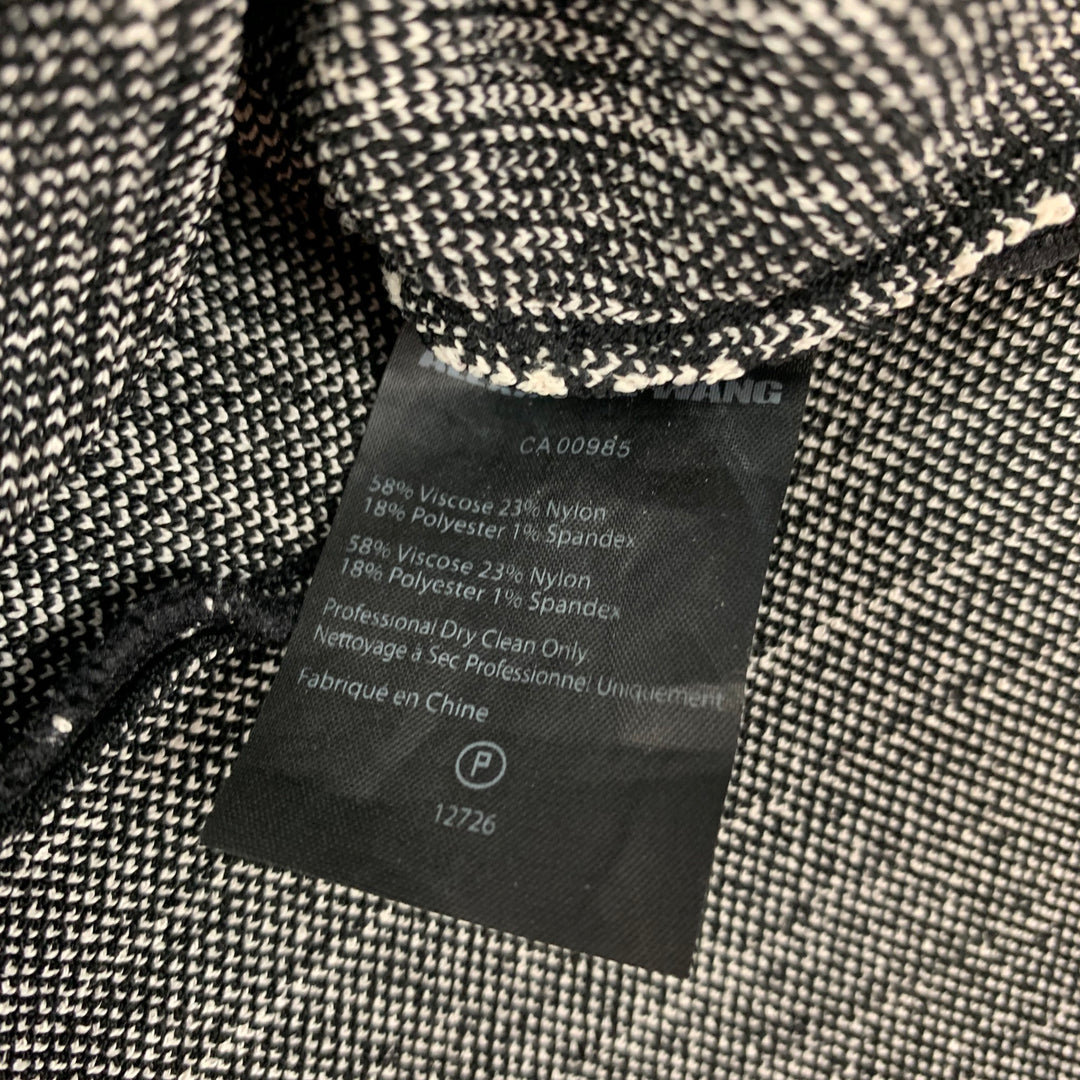 WANG
CA 00985
58% Viscose 23% Nylon
18% Polyester 1% Spandex
58% Viscose 23% Nylon
18% Polyester 1% Spandex
Professional Dry Clean Only
Nettoyage à Sec Professionnel Uniquement
Fabriqué en Chine
P
12726